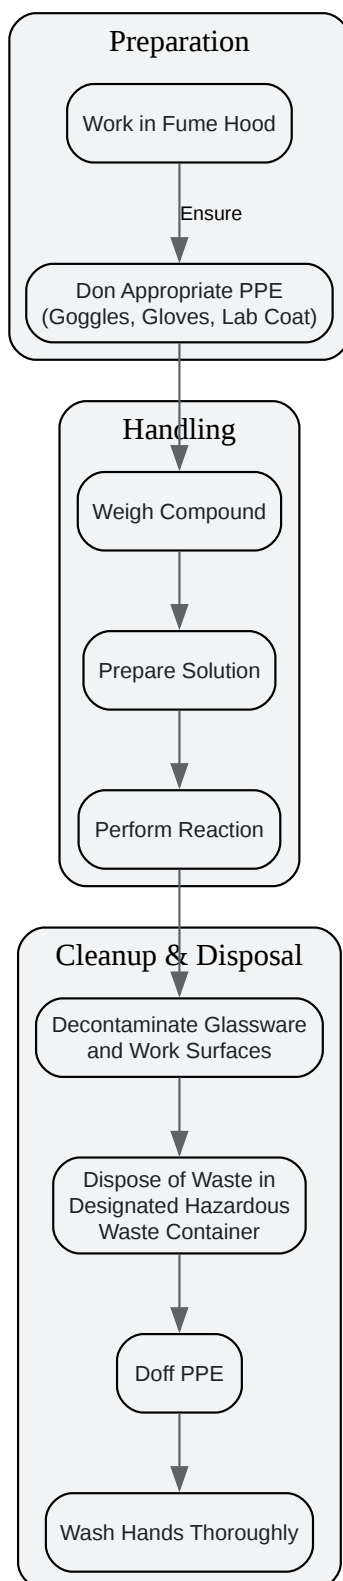 Preparation
Work in Fume Hood
Ensure
Don Appropriate PPE
(Goggles, Gloves, Lab Coat)
Handling
Weigh Compound
Prepare Solution
Perform Reaction
Cleanup & Disposal
Decontaminate Glassware
and Work Surfaces
Dispose of Waste in
Designated Hazardous
Waste Container
Doff PPE
Wash Hands Thoroughly